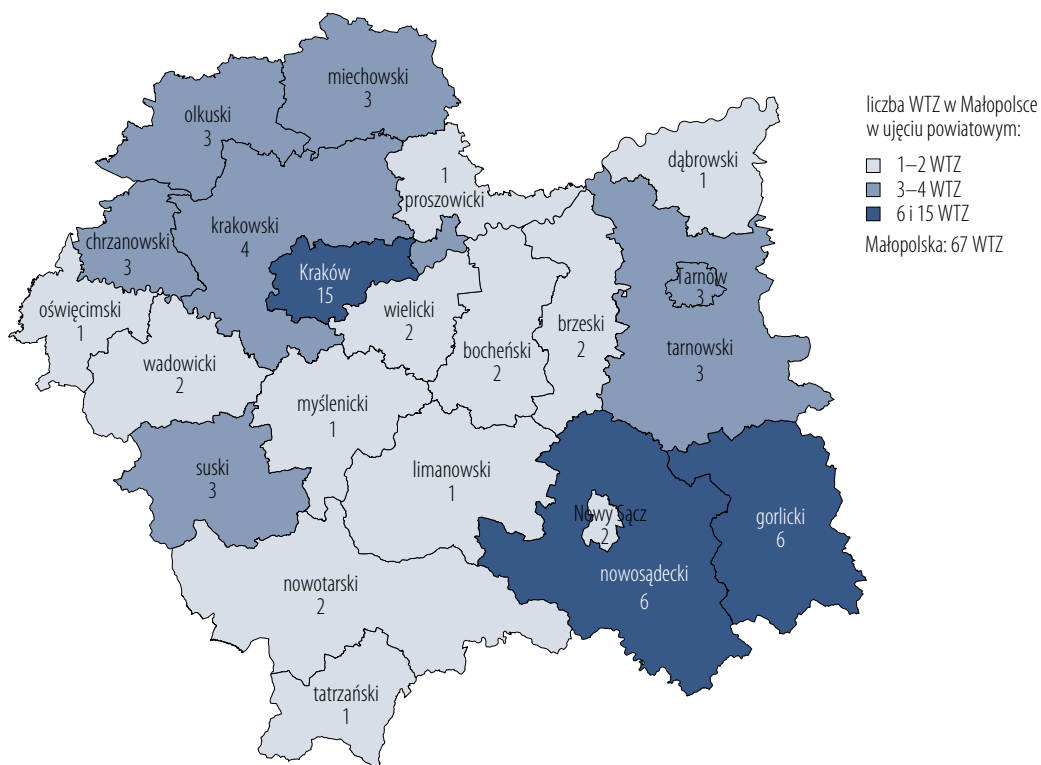 miechowski
3
olkuski
3
liczba WTZ w Małopolsce
w ujęciu powiatowym:
1–2 WTZ
3–4 WTZ
6 i 15 WTZ
Małopolska: 67 WTZ
dąbrowski
1
1
proszowicki
krakowski
4
chrzanowski
3
Kraków
15
Tarnów
3
oświęcimski
1
wielicki
2
brzeski
2
bocheński
2
tarnowski
3
wadowicki
2
myślenicki
1
suski
3
limanowski
1
Nowy Sącz
2
gorlicki
6
nowosądecki
6
nowotarski
2
tatrzański
1